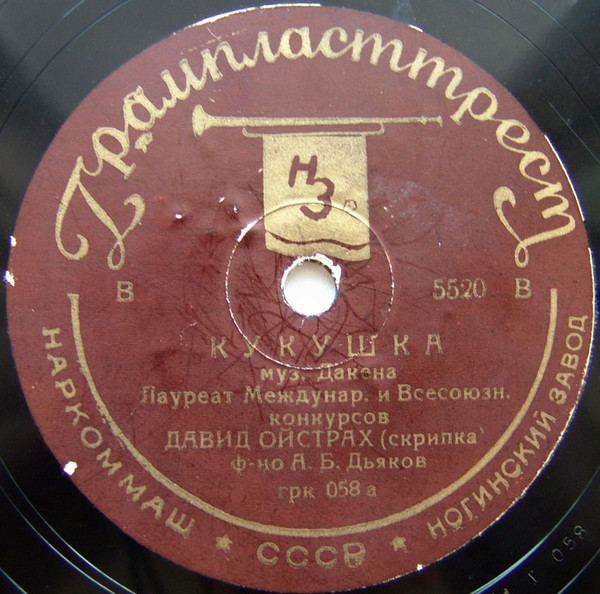 Грампласттрест
НЗ
В 5520 В
КУКУШКА
муз. Дакена
Лауреат Междунар. и Всесоюзн.
конкурсов
ДАВИД ОЙСТРАХ (скрипка
ф-но А. Б. Дьяков
грк 058 а
НАРКОММАШ ★ СССР ★ НОГИНСКИЙ ЗАВОД
Г 058